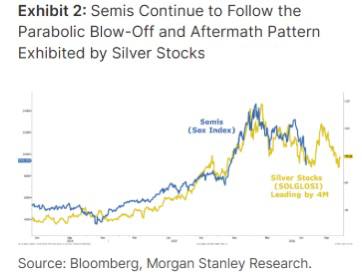 Exhibit 2: Semis Continue to Follow the
Parabolic Blow-Off and Aftermath Pattern
Exhibited by Silver Stocks
Semis
(Sox Index)
Silver Stocks
(SOLGLOSI)
Leading by 4M
Source: Bloomberg, Morgan Stanley Research.